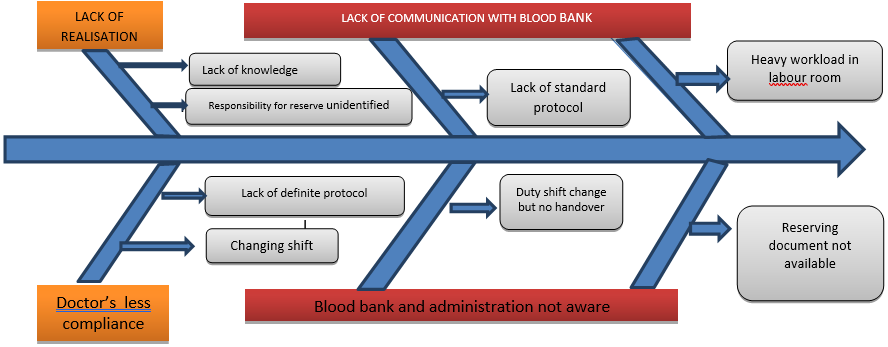 LACK OF
REALISATION
LACK OF COMMUNICATION WITH BLOOD BANK
Lack of knowledge
Responsibility for reserve unidentified
Lack of standard
protocol
Heavy workload in
labour room
Lack of definite protocol
Changing shift
Duty shift change
but no handover
Reserving
document not
available
Doctor's less
compliance
Blood bank and administration not aware